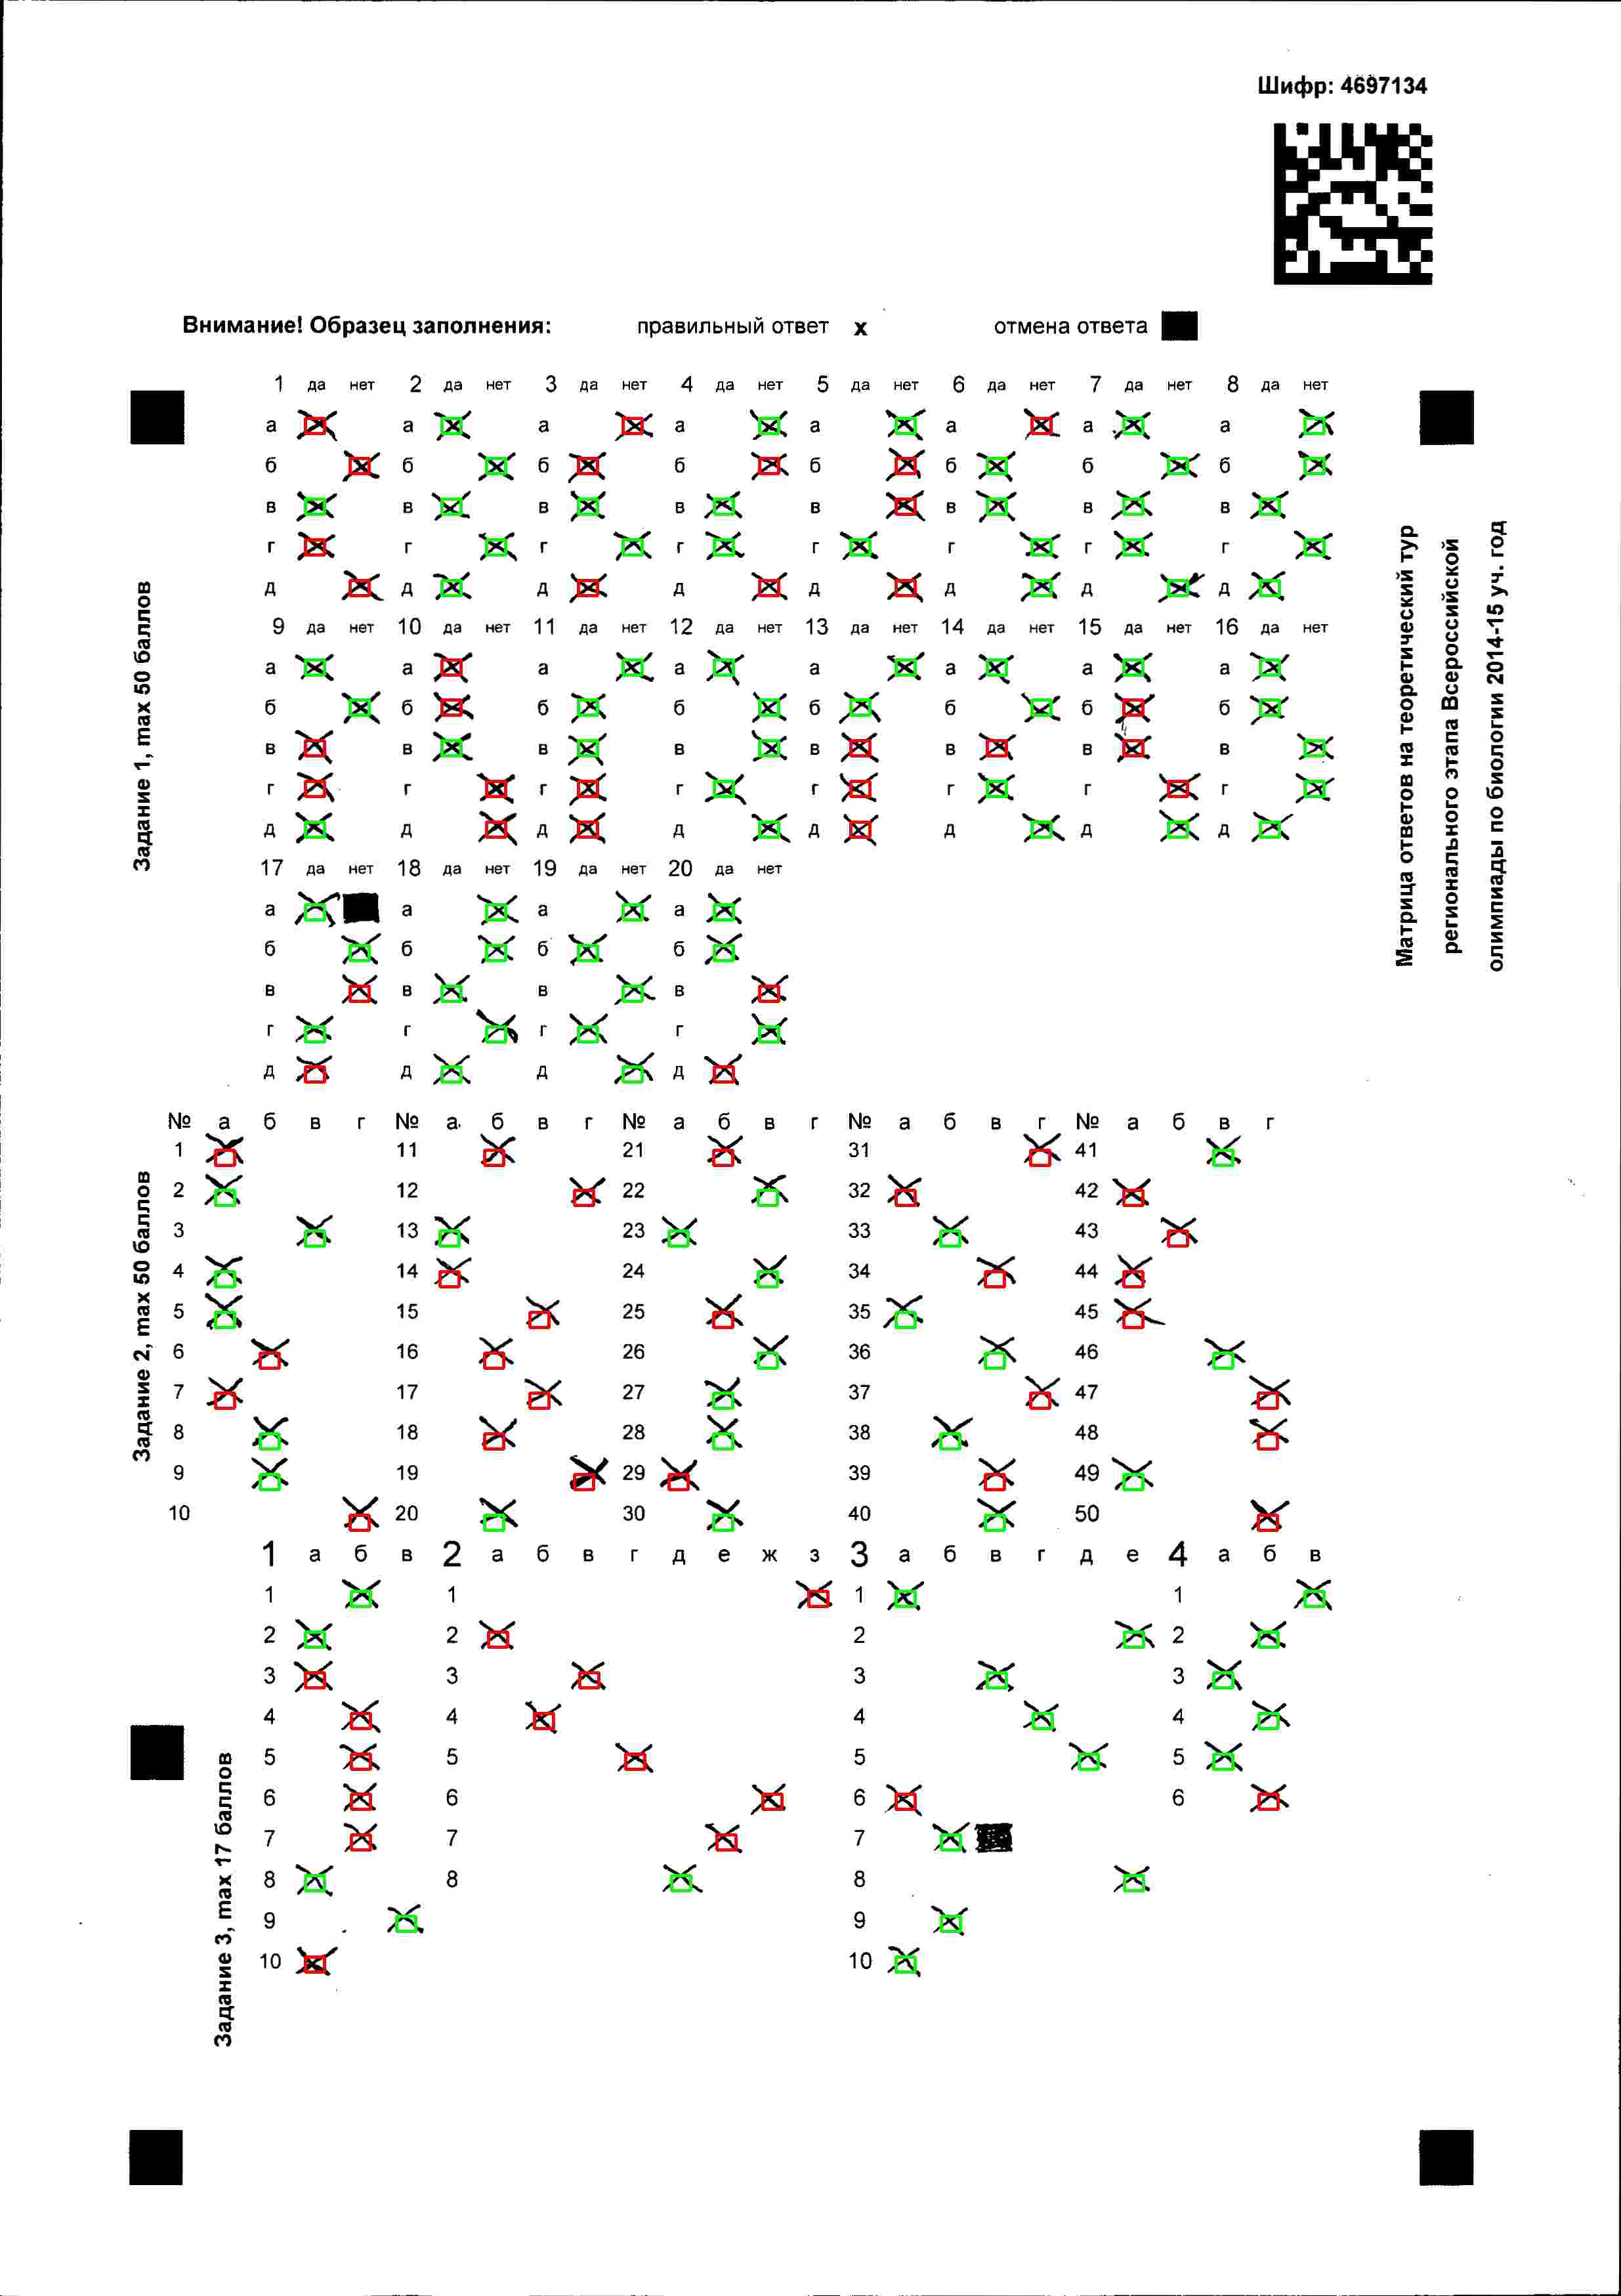 Шифр: 4697134
Внимание! Образец заполнения: правильный ответ х отмена ответа
1 да нет 2 да нет 3 да нет 4 да нет 5 да нет 6 да нет 7 да нет 8 да нет
а а а а а а а а
б б б б б б б б
в в в в в в в в
г г г г г г г г
д д д д д д д д
9 да нет 10 да нет 11 да нет 12 да нет 13 да нет 14 да нет 15 да нет 16 да нет
а а а а а а а а
б б б б б б б б
в в в в в в в в
г г г г г г г г
д д д д д д д д
17 да нет 18 да нет 19 да нет 20 да нет
а а а а
б б б б
в в в в
г г г г
д д д д
Задание 1, max 50 баллов
Матрица ответов на теоретический тур
регионального этапа Всероссийской
олимпиады по биологии 2014-15 уч. год
№ а б в г № а б в г № а б в г № а б в г № а б в г
1 11 21 31 41
2 12 22 32 42
3 13 23 33 43
4 14 24 34 44
5 15 25 35 45
6 16 26 36 46
7 17 27 37 47
8 18 28 38 48
9 19 29 39 49
10 20 30 40 50
Задание 2, max 50 баллов
1 а б в 2 а б в г д е ж з 3 а б в г д е 4 а б в
1 1 1 1
2 2 2 2
3 3 3 3
4 4 4 4
5 5 5 5
6 6 6 6
7 7 7
8 8 8
9 9
10 10
Задание 3, max 17 баллов